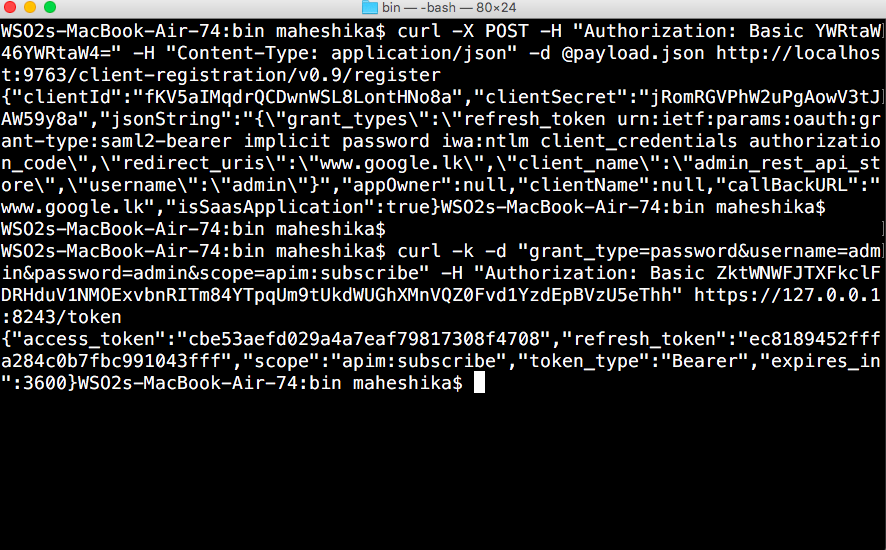 bin — -bash — 80×24
WSO2s-MacBook-Air-74:bin maheshika$ curl -X POST -H "Authorization: Basic YWRtaW
46YWRtaW4=" -H "Content-Type: application/json" -d @payload.json http://localhos
t:9763/client-registration/v0.9/register
{"clientId":"fKV5aIMqdrQCDwnWSL8LontHNo8a","clientSecret":"jRomRGVPhW2uPgAowV3tJ
AW59y8a","jsonString":"{\"grant_types\":\"refresh_token urn:ietf:params:oauth:gr
ant-type:saml2-bearer implicit password iwa:ntlm client_credentials authorizatio
n_code\",\"redirect_uris\":\"www.google.lk\",\"client_name\":\"admin_rest_api_st
ore\",\"username\":\"admin\"}","appOwner":null,"clientName":null,"callBackURL":"
www.google.lk","isSaasApplication":true}WSO2s-MacBook-Air-74:bin maheshika$
WSO2s-MacBook-Air-74:bin maheshika$
WSO2s-MacBook-Air-74:bin maheshika$ curl -k -d "grant_type=password&username=adm
in&password=admin&scope=apim:subscribe" -H "Authorization: Basic ZktWNWFJTXFkclF
DRHduV1NMOExvbnRITm84YTpqUm9tUkdWUGhXMnVQZ0Fvd1YzdEpBVzU5eThh" https://127.0.0.1
:8243/token
{"access_token":"cbe53aefd029a4a7eaf79817308f4708","refresh_token":"ec8189452fff
a284c0b7fbc991043fff","scope":"apim:subscribe","token_type":"Bearer","expires_in
":3600}WSO2s-MacBook-Air-74:bin maheshika$